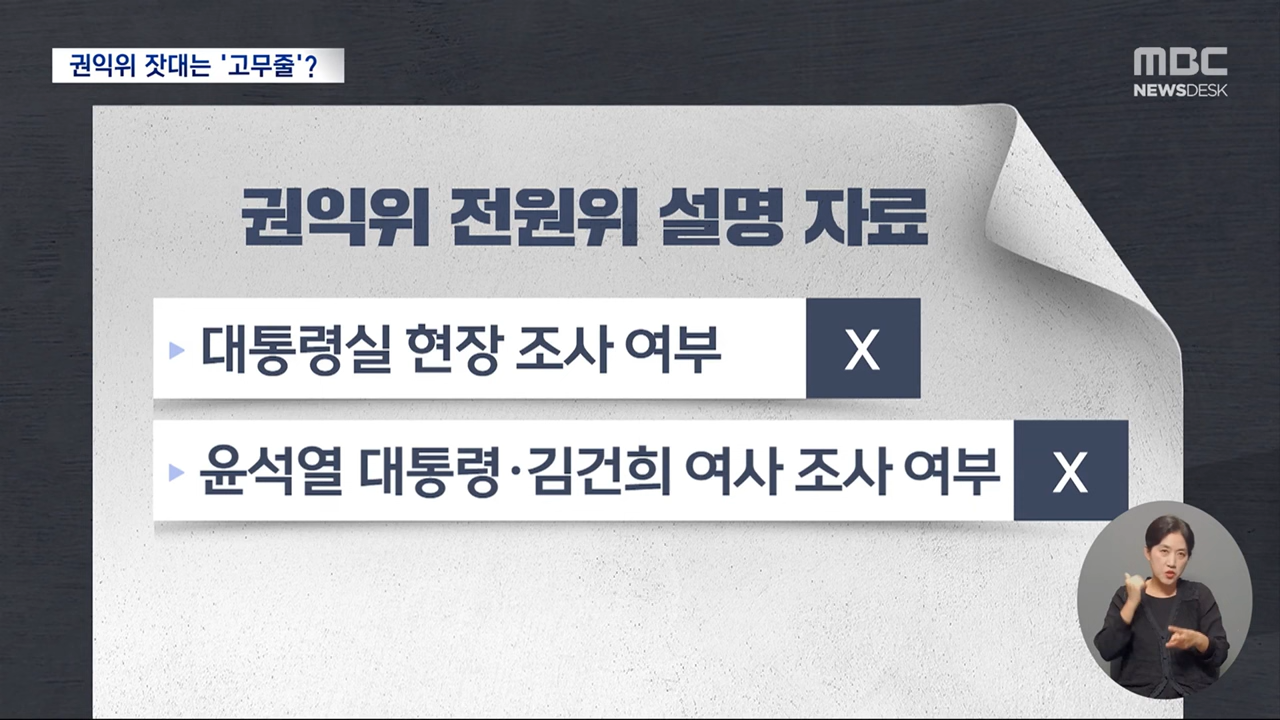 권익위 잣대는 '고무줄'?
MBC
NEWSDESK
권익위 전원위 설명 자료
▸ 대통령실 현장 조사 여부 X
▸ 윤석열 대통령·김건희 여사 조사 여부 X